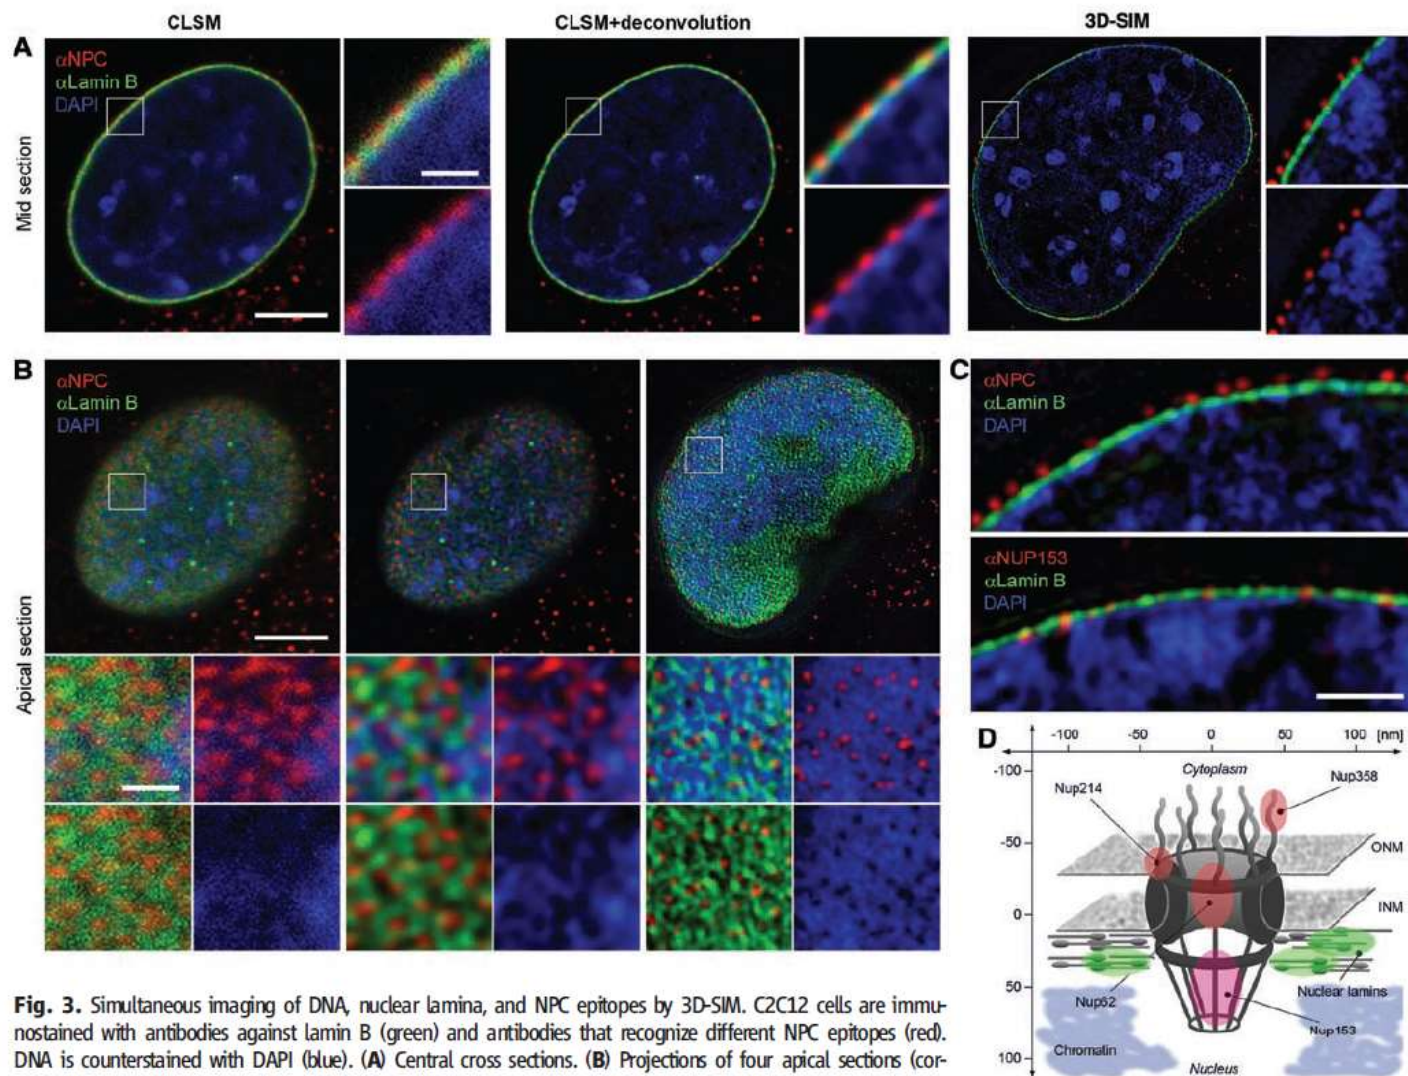 CLSM
CLSM+deconvolution
3D-SIM
A
αNPC
αLamin B
DAPI
Mid section
B
αNPC
αLamin B
DAPI
Apical section
C
αNPC
αLamin B
DAPI
αNUP153
αLamin B
DAPI
D
-100 -50 0 50 100 [nm]
-100
-50
0
50
100
Cytoplasm
Nup358
Nup214
ONM
INM
Nup62
Nuclear lamins
Nup153
Chromatin
Nucleus
Fig. 3. Simultaneous imaging of DNA, nuclear lamina, and NPC epitopes by 3D-SIM. C2C12 cells are immu-
nostained with antibodies against lamin B (green) and antibodies that recognize different NPC epitopes (red).
DNA is counterstained with DAPI (blue). (A) Central cross sections. (B) Projections of four apical sections (cor-